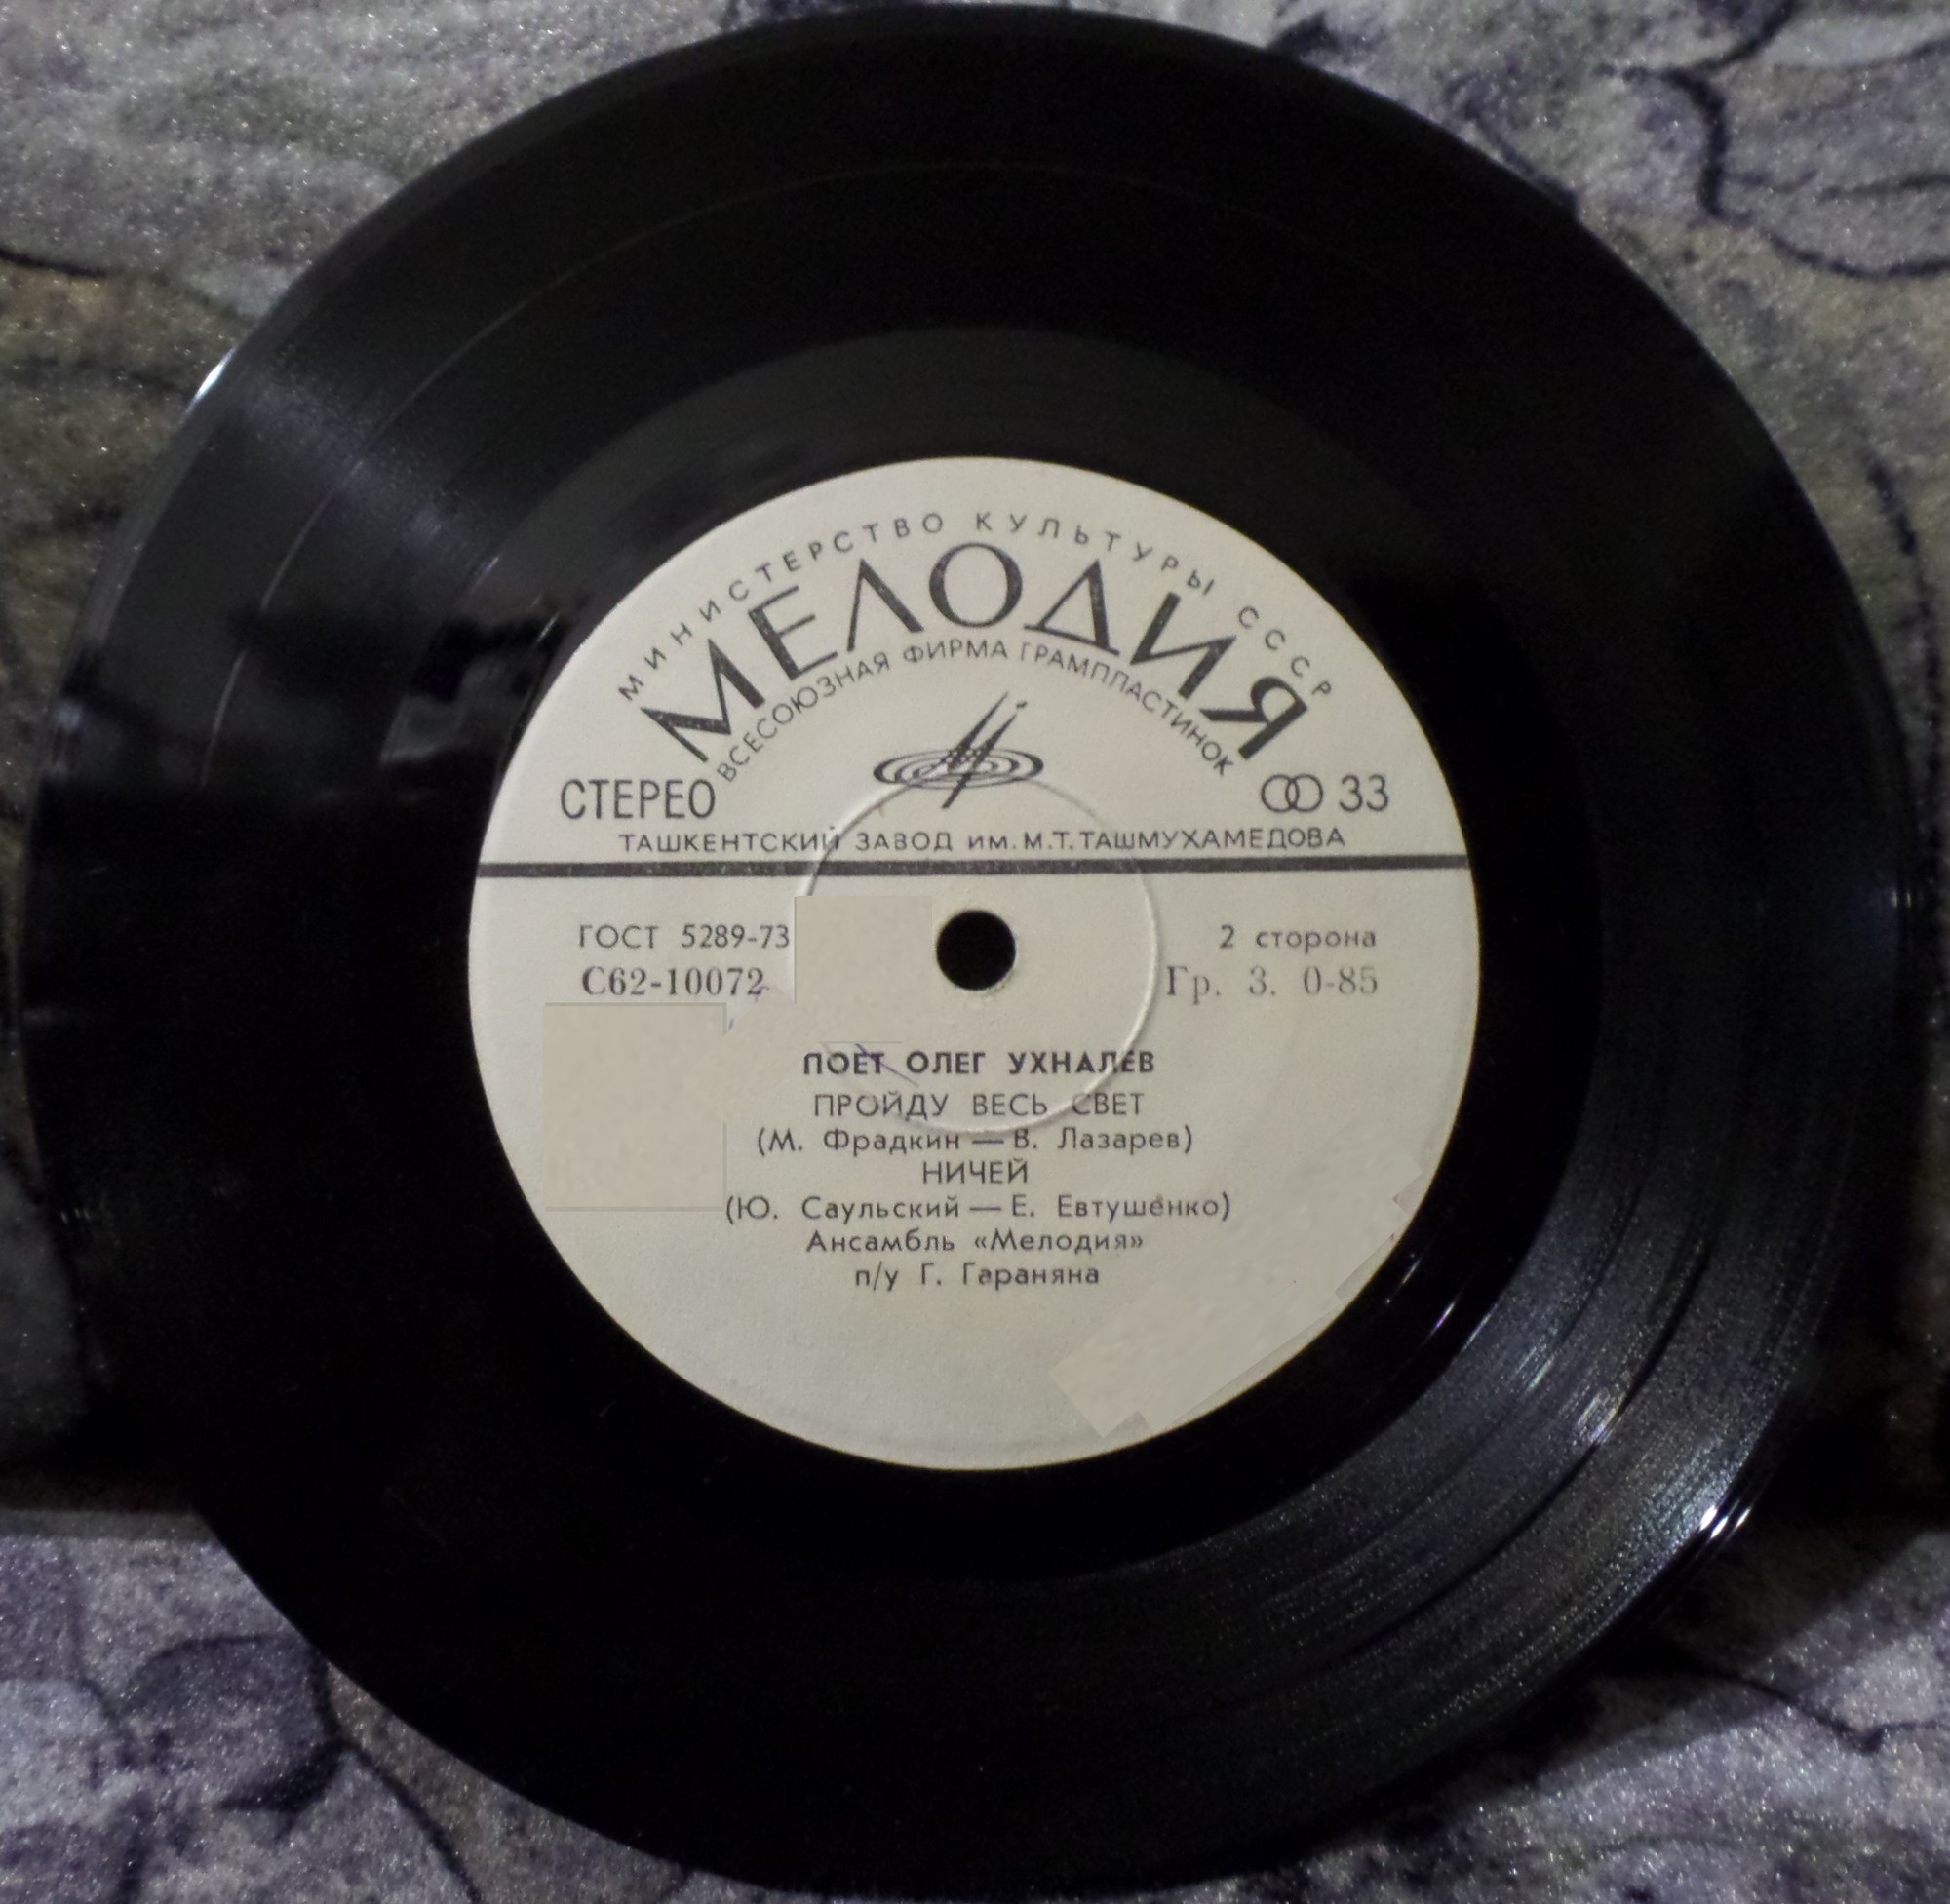 МИНИСТЕРСТВО КУЛЬТУРЫ СССР
МЕЛОДИЯ
ВСЕСОЮЗНАЯ ФИРМА ГРАМПЛАСТИНОК
СТЕРЕО 33
ТАШКЕНТСКИЙ ЗАВОД им. М.Т. ТАШМУХАМЕДОВА
ГОСТ 5289-73 2 сторона
С62-10072 Гр. 3. 0-85
ПОЕТ ОЛЕГ УХНАЛЕВ
ПРОЙДУ ВЕСЬ СВЕТ
(М. Фрадкин — В. Лазарев)
НИЧЕЙ
(Ю. Саульский — Е. Евтушенко)
Ансамбль «Мелодия»
п/у Г. Гараняна